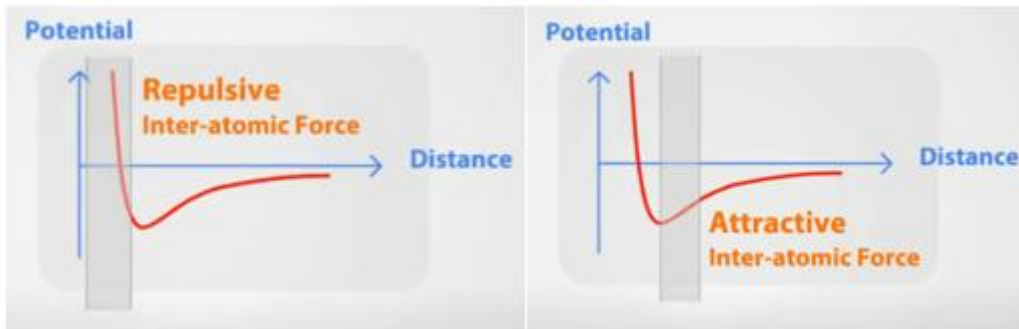 Potential
Repulsive
Inter-atomic Force
Distance
Potential
Distance
Attractive
Inter-atomic Force